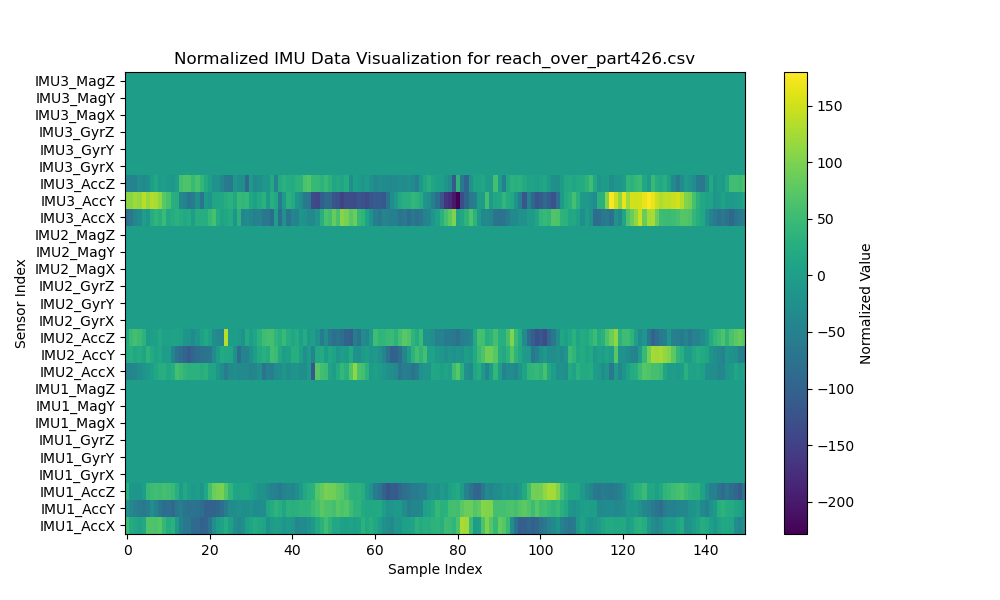 Normalized IMU Data Visualization for reach_over_part426.csv
IMU3_MagZ
IMU3_MagY
IMU3_MagX
IMU3_GyrZ
IMU3_GyrY
IMU3_GyrX
IMU3_AccZ
IMU3_AccY
IMU3_AccX
IMU2_MagZ
IMU2_MagY
IMU2_MagX
IMU2_GyrZ
IMU2_GyrY
IMU2_GyrX
IMU2_AccZ
IMU2_AccY
IMU2_AccX
IMU1_MagZ
IMU1_MagY
IMU1_MagX
IMU1_GyrZ
IMU1_GyrY
IMU1_GyrX
IMU1_AccZ
IMU1_AccY
IMU1_AccX
Sensor Index
0 20 40 60 80 100 120 140
Sample Index
150
100
50
0
−50
−100
−150
−200
Normalized Value